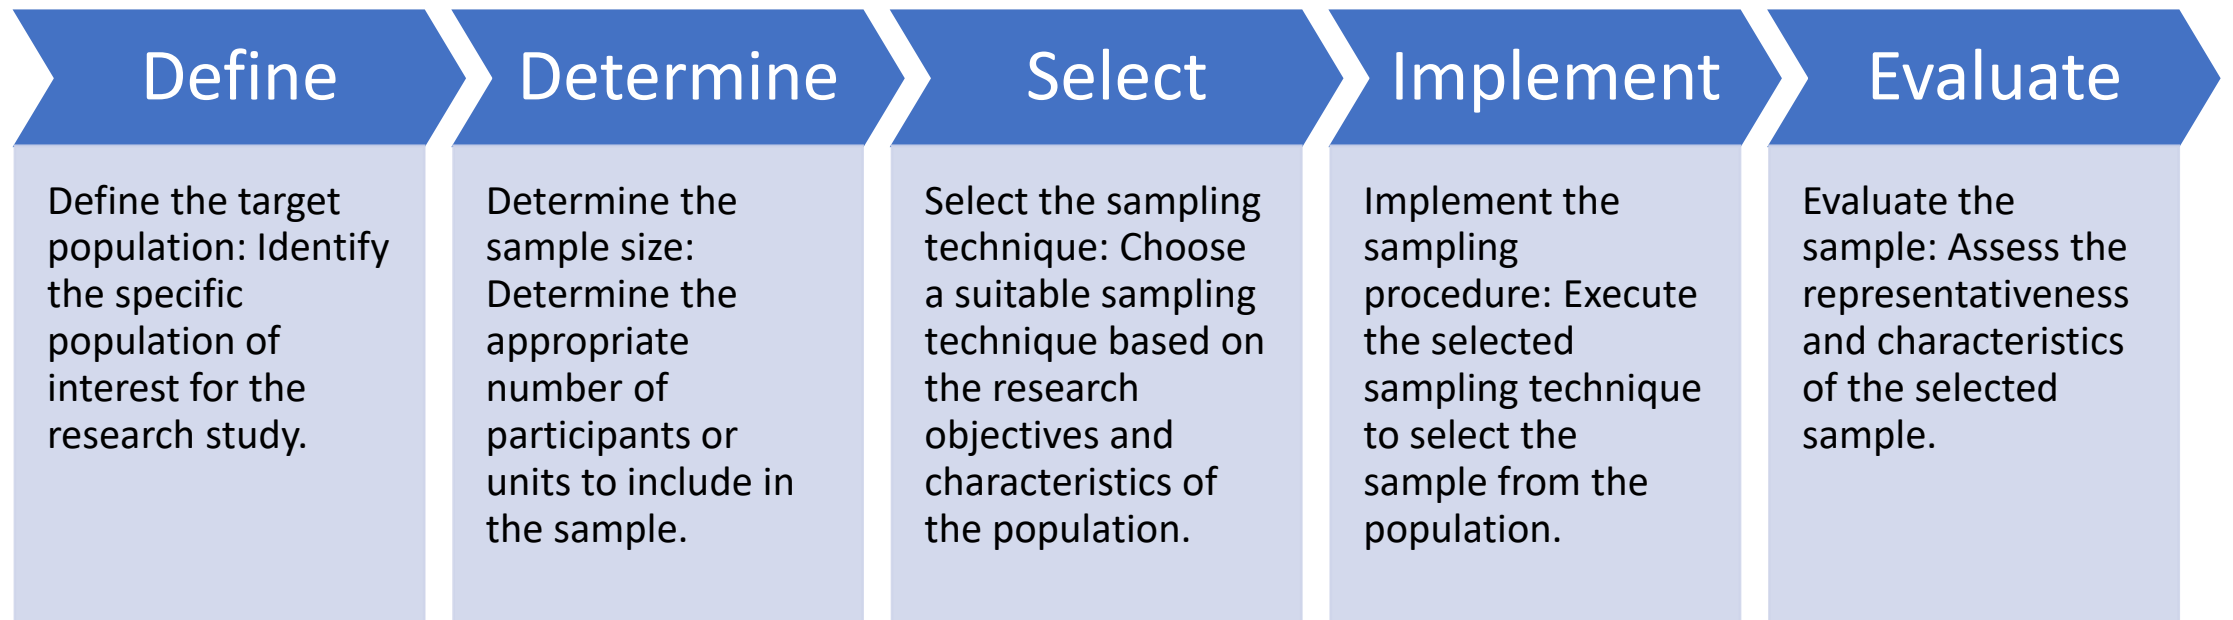 Define
Define the target
population: Identify
the specific
population of
interest for the
research study.
Determine
Determine the
sample size:
Determine the
appropriate
number of
participants or
units to include in
the sample.
Select
Select the sampling
technique: Choose
a suitable sampling
technique based on
the research
objectives and
characteristics of
the population.
Implement
Implement the
sampling
procedure: Execute
the selected
sampling technique
to select the
sample from the
population.
Evaluate
Evaluate the
sample: Assess the
representativeness
and characteristics
of the selected
sample.